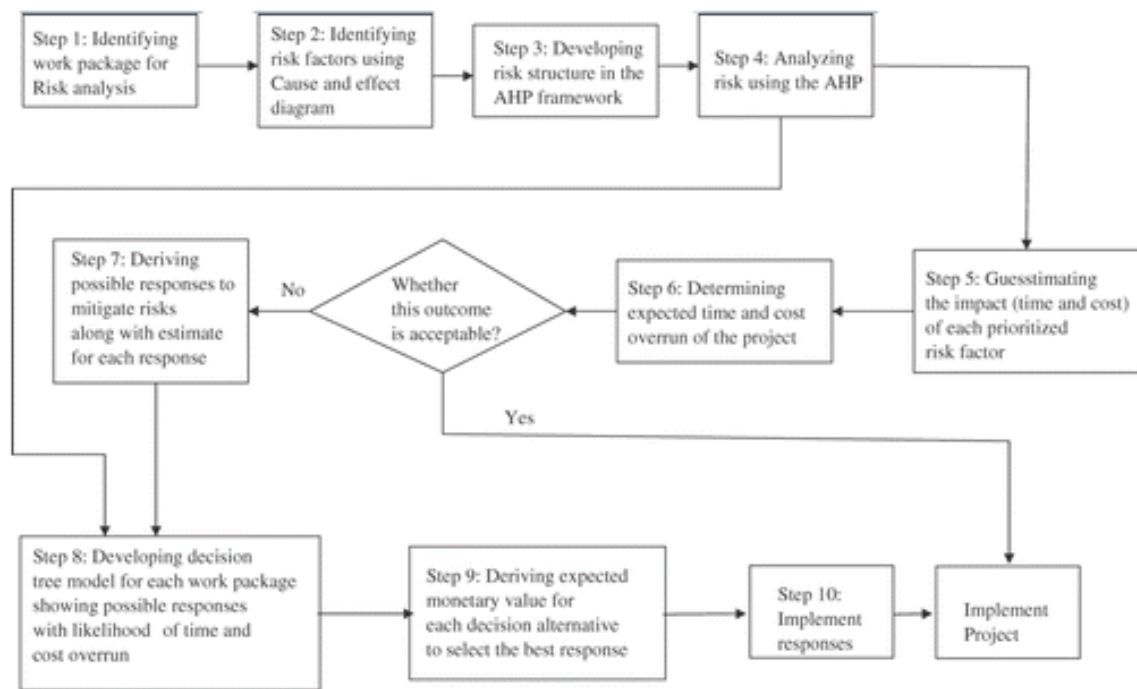 Step 1: Identifying
work package for
Risk analysis
Step 2: Identifying
risk factors using
Cause and effect
diagram
Step 3: Developing
risk structure in the
AHP framework
Step 4: Analyzing
risk using the AHP
Step 5: Guesstimating
the impact (time and cost)
of each prioritized
risk factor
Step 6: Determining
expected time and cost
overrun of the project
Whether
this outcome
is acceptable?
No
Yes
Step 7: Deriving
possible responses to
mitigate risks
along with estimate
for each response
Step 8: Developing decision
tree model for each work package
showing possible responses
with likelihood of time and
cost overrun
Step 9: Deriving expected
monetary value for
each decision alternative
to select the best response
Step 10:
Implement
responses
Implement
Project